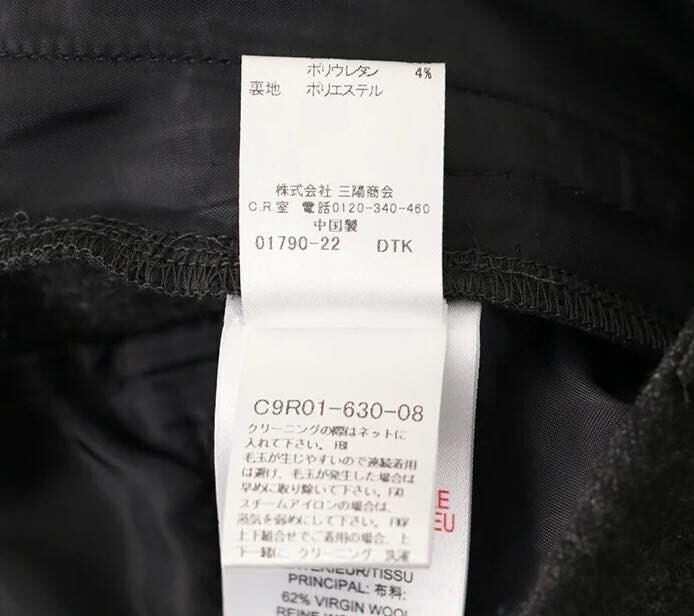 ポリウレタン 4%
裏地 ポリエステル
株式会社 三陽商会
C.R.室 電話0120-340-460
中国製
01790-22 DTK
C9R01-630-08
クリーニングの際はネットに
入れて下さい。
毛玉が生じやすいので連続着用
は避け、毛玉が発生した場合は
早めに取り除いて下さい。
スチームアイロンの場合は、
蒸気を弱めにして下さい。
上下組合せでご着用の場合、上
下一緒に、クリーニング、洗濯
E
EU
PRINCIPAL: 布料:
62% VIRGIN WOOL